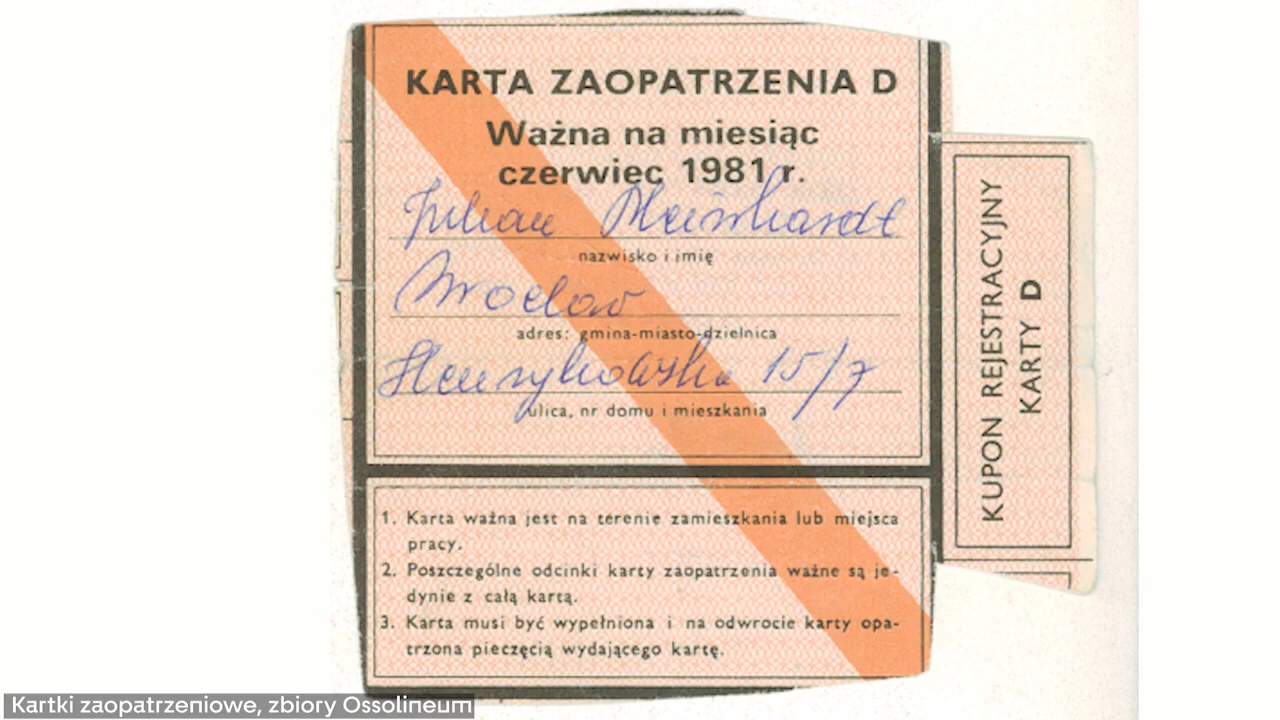 KARTA ZAOPATRZENIA D
Ważna na miesiąc
czerwiec 1981 r.
Julian Meinhardt
nazwisko i imię
Wrocław
adres: gmina-miasto-dzielnica
Henrykowska 15/7
ulica, nr domu i mieszkania
1. Karta ważna jest na terenie zamieszkania lub miejsca
pracy.
2. Poszczególne odcinki karty zaopatrzenia ważne są je-
dynie z całą kartą.
3. Karta musi być wypełniona i na odwrocie karty opa-
trzona pieczęcią wydającego kartę.
KUPON REJESTRACYJNY
KARTY D
Kartki zaopatrzeniowe, zbiory Ossolineum